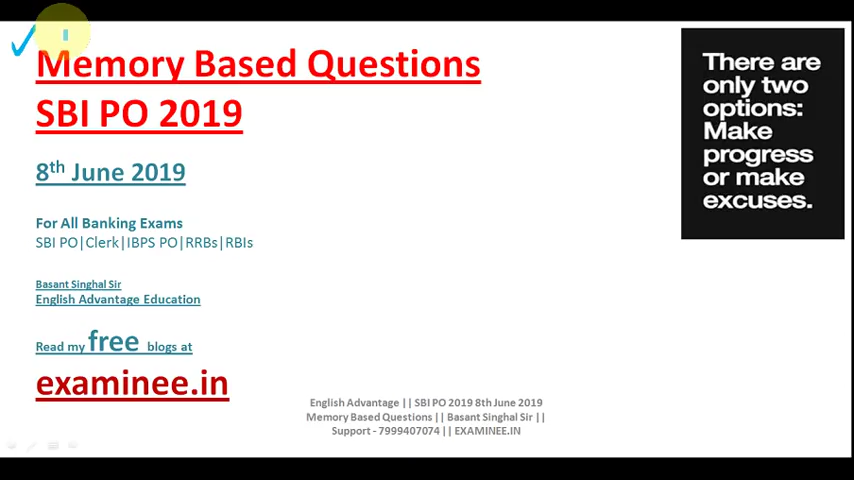 Memory Based Questions
SBI PO 2019
8th June 2019
For All Banking Exams
SBI PO|Clerk|IBPS PO|RRBs|RBIs
Basant Singhal Sir
English Advantage Education
Read my free blogs at
examinee.in
There are
only two
options:
Make
progress
or make
excuses.
English Advantage || SBI PO 2019 8th June 2019
Memory Based Questions || Basant Singhal Sir ||
Support - 7999407074 || EXAMINEE.IN